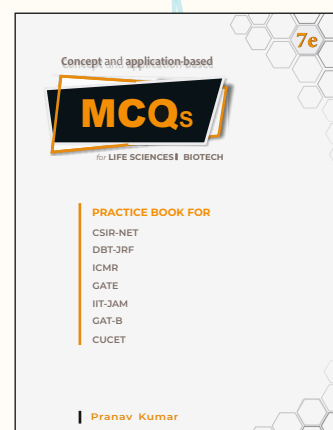 7e
Concept and application-based
MCQs
for LIFE SCIENCES | BIOTECH
PRACTICE BOOK FOR
CSIR-NET
DBT-JRF
ICMR
GATE
IIT-JAM
GAT-B
CUCET
Pranav Kumar